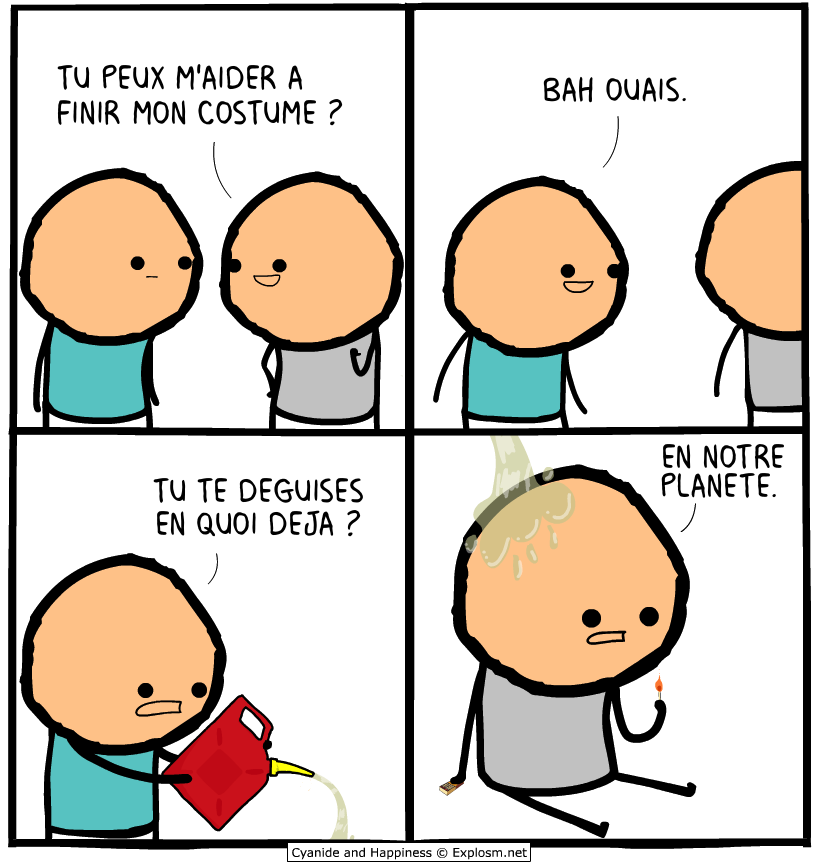 TU PEUX M'AIDER A
FINIR MON COSTUME ?
BAH OUAIS.
TU TE DEGUISES
EN QUOI DEJA ?
EN NOTRE
PLANETE.
Cyanide and Happiness © Explosm.net